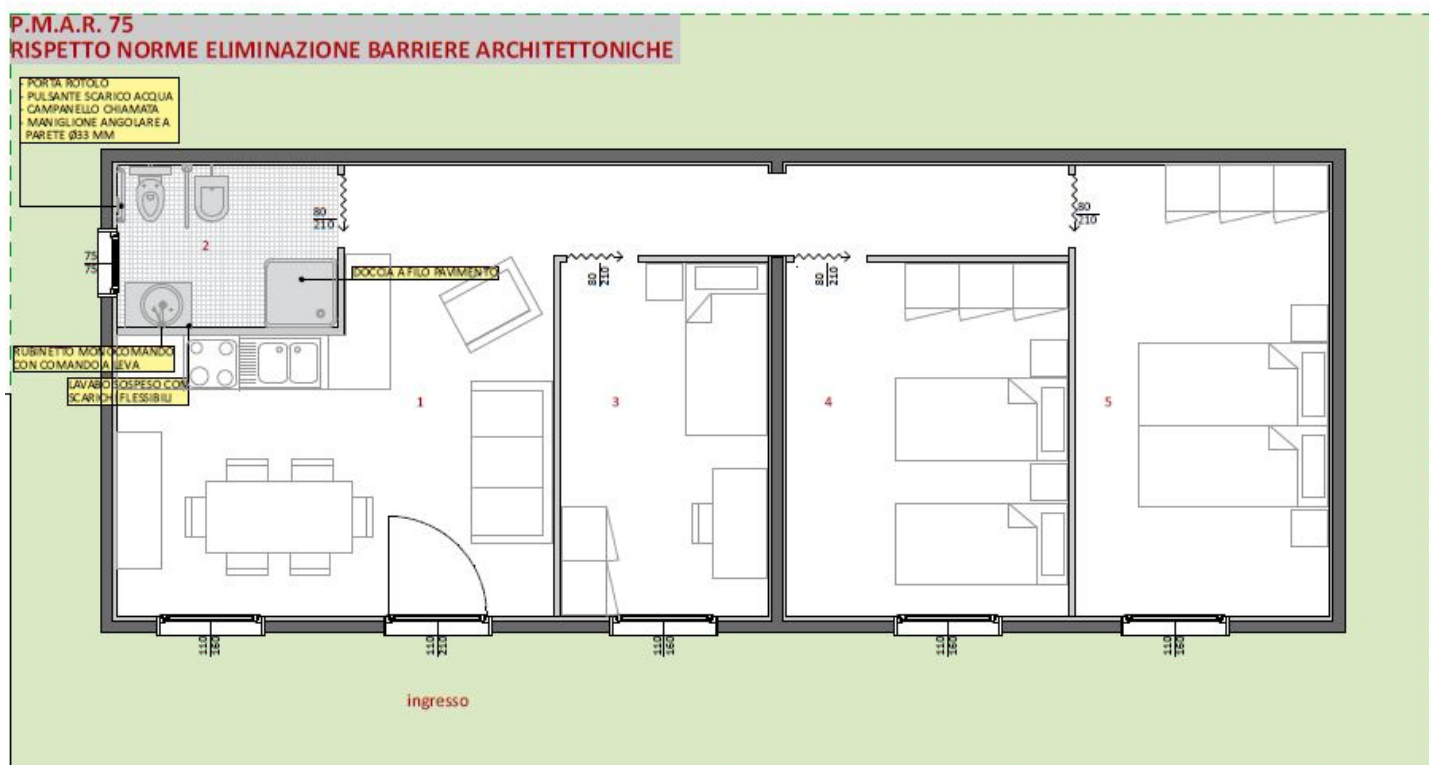 P.M.A.R. 75
RISPETTO NORME ELIMINAZIONE BARRIERE ARCHITETTONICHE
- PORTA ROTOLO
- PULSANTE SCARICO ACQUA
- CAMPANELLO CHIAMATA
- MANIGLIONE ANGOLARE A
PARETE Ø33 MM
80
210
80
210
2
75
75
DOCCIA A FILO PAVIMENTO
80
210
80
210
RUBINETTO MONOCOMANDO
CON COMANDO A LEVA
LAVABO SOSPESO CON
SCARICHI FLESSIBILI
1
3
4
5
110
160
110
210
110
160
110
160
110
160
ingresso